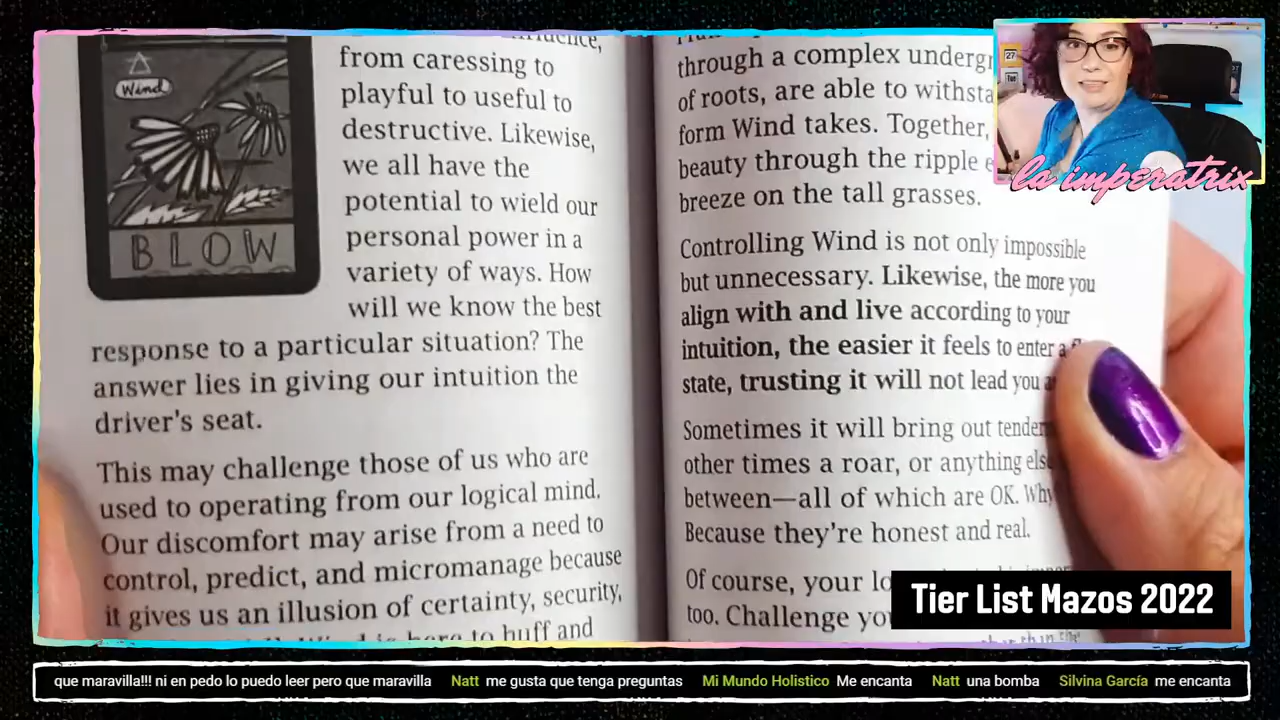 Wind
BLOW
from caressing to
playful to useful to
destructive. Likewise,
we all have the
potential to wield our
personal power in a
variety of ways. How
will we know the best
response to a particular situation? The
answer lies in giving our intuition the
driver's seat.
This may challenge those of us who are
used to operating from our logical mind.
Our discomfort may arise from a need to
control, predict, and micromanage because
it gives us an illusion of certainty, security,
to huff and
through a complex
of roots, are able to
form Wind takes. Together,
beauty through the ripple
breeze on the tall grasses.
Controlling Wind is not only impossible
but unnecessary. Likewise, the more you
align with and live according to your
intuition, the easier it feels to enter a
state, trusting it will not lead you
Sometimes it will bring out
other times a roar, or anything
between—all of which are OK. Why
Because they're honest and real.
Of course, your
too. Challenge
27
Tue
la imperatrix
Tier List Mazos 2022
que maravilla!!! ni en pedo lo puedo leer pero que maravilla Natt me gusta que tenga preguntas Mi Mundo Holistico Me encanta Natt una bomba Silvina García me encanta